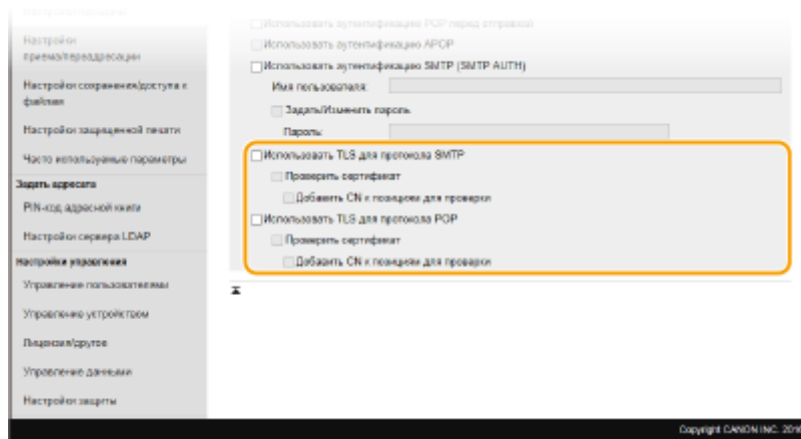 Настройки
приема/переадресации
Настройки сохранения/доступа к
файлам
Настройки защищенной печати
Часто используемые параметры
Задать адресата
PIN-код адресной книги
Настройки сервера LDAP
Настройки управления
Управление пользователями
Управление устройством
Лицензия/другое
Управление данными
Настройки защиты
Использовать аутентификацию POP перед отправкой
Использовать аутентификацию APOP
Использовать аутентификацию SMTP (SMTP AUTH)
Имя пользователя:
Задать/Изменить пароль
Пароль:
Использовать TLS для протокола SMTP
Проверить сертификат
Добавить CN к позициям для проверки
Использовать TLS для протокола POP
Проверить сертификат
Добавить CN к позициям для проверки
Copyright CANON INC. 201